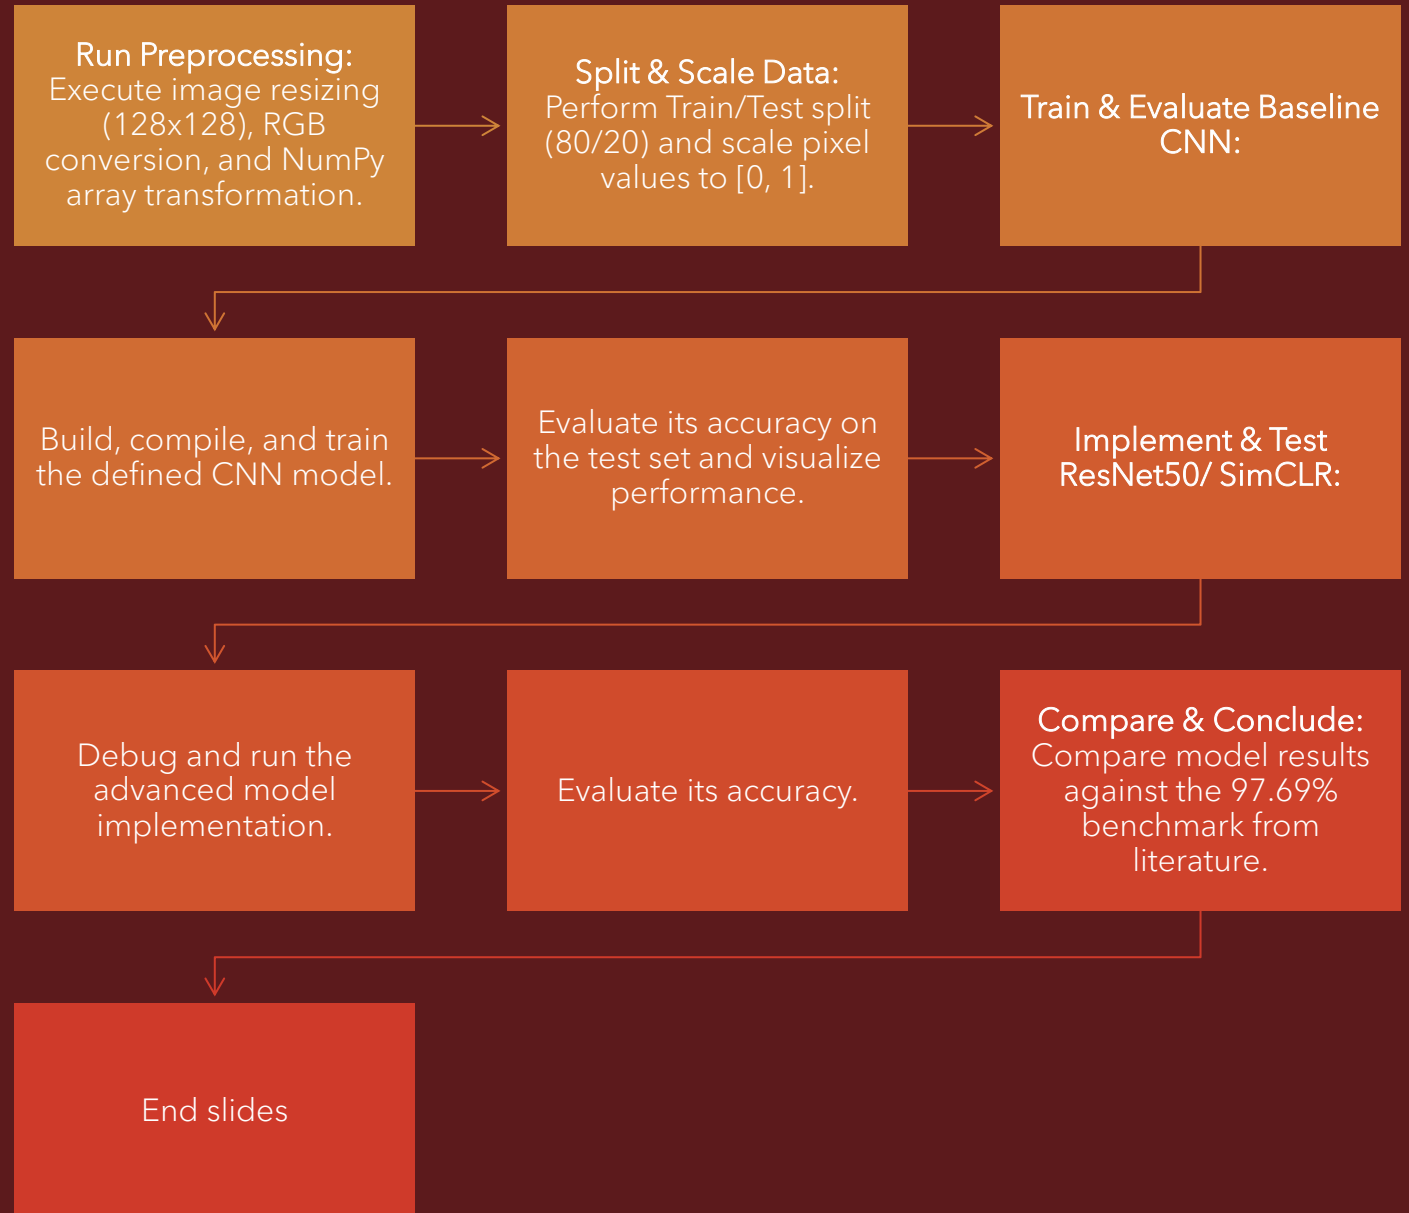 Run Preprocessing:
Execute image resizing
(128x128), RGB
conversion, and NumPy
array transformation.
Split & Scale Data:
Perform Train/Test split
(80/20) and scale pixel
values to [0, 1].
Train & Evaluate Baseline
CNN:
Build, compile, and train
the defined CNN model.
Evaluate its accuracy on
the test set and visualize
performance.
Implement & Test
ResNet50/ SimCLR:
Debug and run the
advanced model
implementation.
Evaluate its accuracy.
Compare & Conclude:
Compare model results
against the 97.69%
benchmark from
literature.
End slides